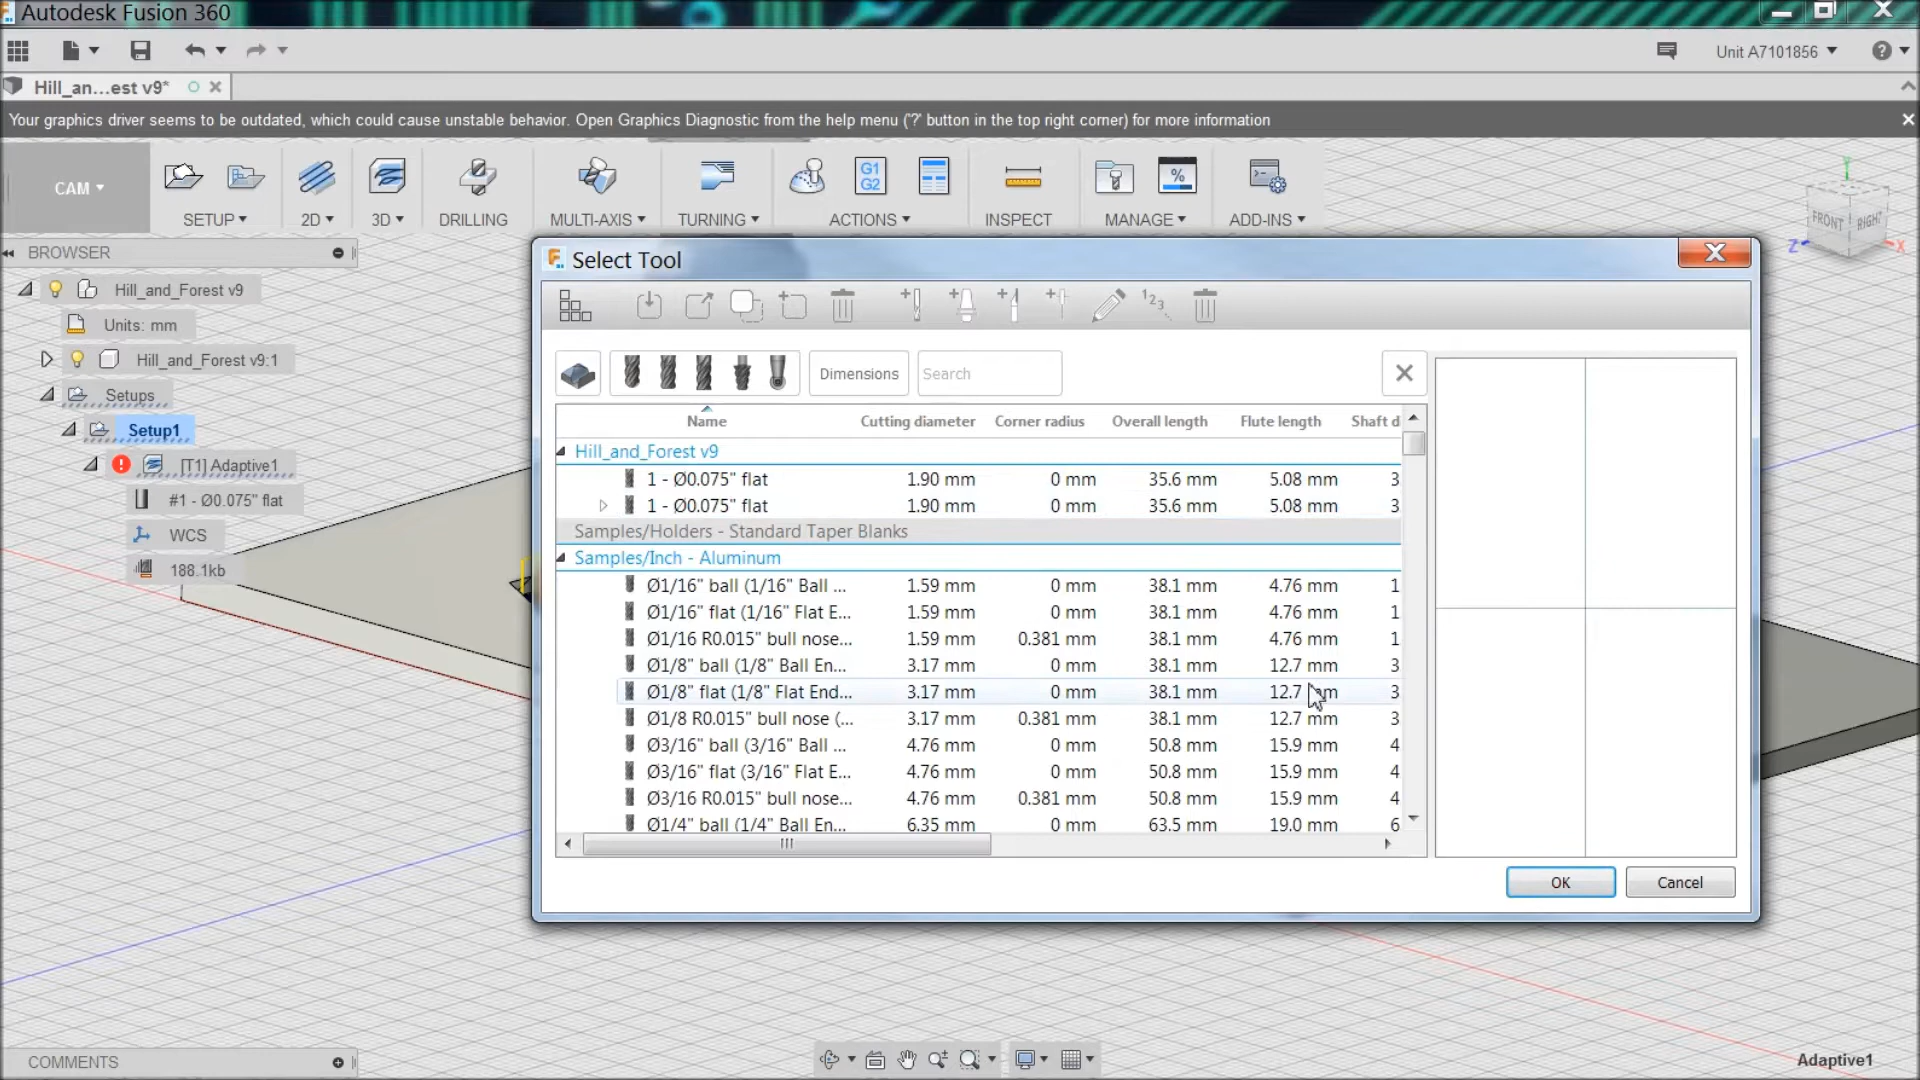 Autodesk Fusion 360
Unit A7101856
Hill_an...est v9*
Your graphics driver seems to be outdated, which could cause unstable behavior. Open Graphics Diagnostic from the help menu ('?' button in the top right corner) for more information
CAM
G1
G2
%
SETUP
2D
3D
DRILLING
MULTI-AXIS
TURNING
ACTIONS
INSPECT
MANAGE
ADD-INS
Y
FRONT
RIGHT
Z
X
BROWSER
Hill_and_Forest v9
Units: mm
Hill_and_Forest v9:1
Setups
Setup1
[T1] Adaptive1
#1 - Ø0.075" flat
WCS
188.1kb
Select Tool
123
Dimensions
Search
Name Cutting diameter Corner radius Overall length Flute length Shaft d
Hill_and_Forest v9
1 - Ø0.075" flat 1.90 mm 0 mm 35.6 mm 5.08 mm 3.
1 - Ø0.075" flat 1.90 mm 0 mm 35.6 mm 5.08 mm 3.
Samples/Holders - Standard Taper Blanks
Samples/Inch - Aluminum
Ø1/16" ball (1/16" Ball ... 1.59 mm 0 mm 38.1 mm 4.76 mm 1.
Ø1/16" flat (1/16" Flat E... 1.59 mm 0 mm 38.1 mm 4.76 mm 1.
Ø1/16 R0.015" bull nose... 1.59 mm 0.381 mm 38.1 mm 4.76 mm 1.
Ø1/8" ball (1/8" Ball En... 3.17 mm 0 mm 38.1 mm 12.7 mm 3.
Ø1/8" flat (1/8" Flat End... 3.17 mm 0 mm 38.1 mm 12.7 mm 3.
Ø1/8 R0.015" bull nose (... 3.17 mm 0.381 mm 38.1 mm 12.7 mm 3.
Ø3/16" ball (3/16" Ball ... 4.76 mm 0 mm 50.8 mm 15.9 mm 4.
Ø3/16" flat (3/16" Flat E... 4.76 mm 0 mm 50.8 mm 15.9 mm 4.
Ø3/16 R0.015" bull nose... 4.76 mm 0.381 mm 50.8 mm 15.9 mm 4.
Ø1/4" ball (1/4" Ball En... 6.35 mm 0 mm 63.5 mm 19.0 mm 6.
OK
Cancel
COMMENTS
Adaptive1